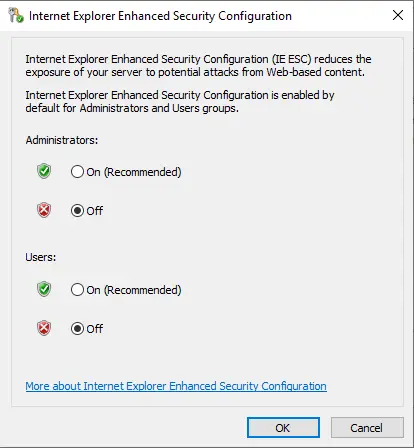 Internet Explorer Enhanced Security Configuration
Internet Explorer Enhanced Security Configuration (IE ESC) reduces the
exposure of your server to potential attacks from Web-based content.
Internet Explorer Enhanced Security Configuration is enabled by
default for Administrators and Users groups.
Administrators:
On (Recommended)
Off
Users:
On (Recommended)
Off
More about Internet Explorer Enhanced Security Configuration
OK Cancel